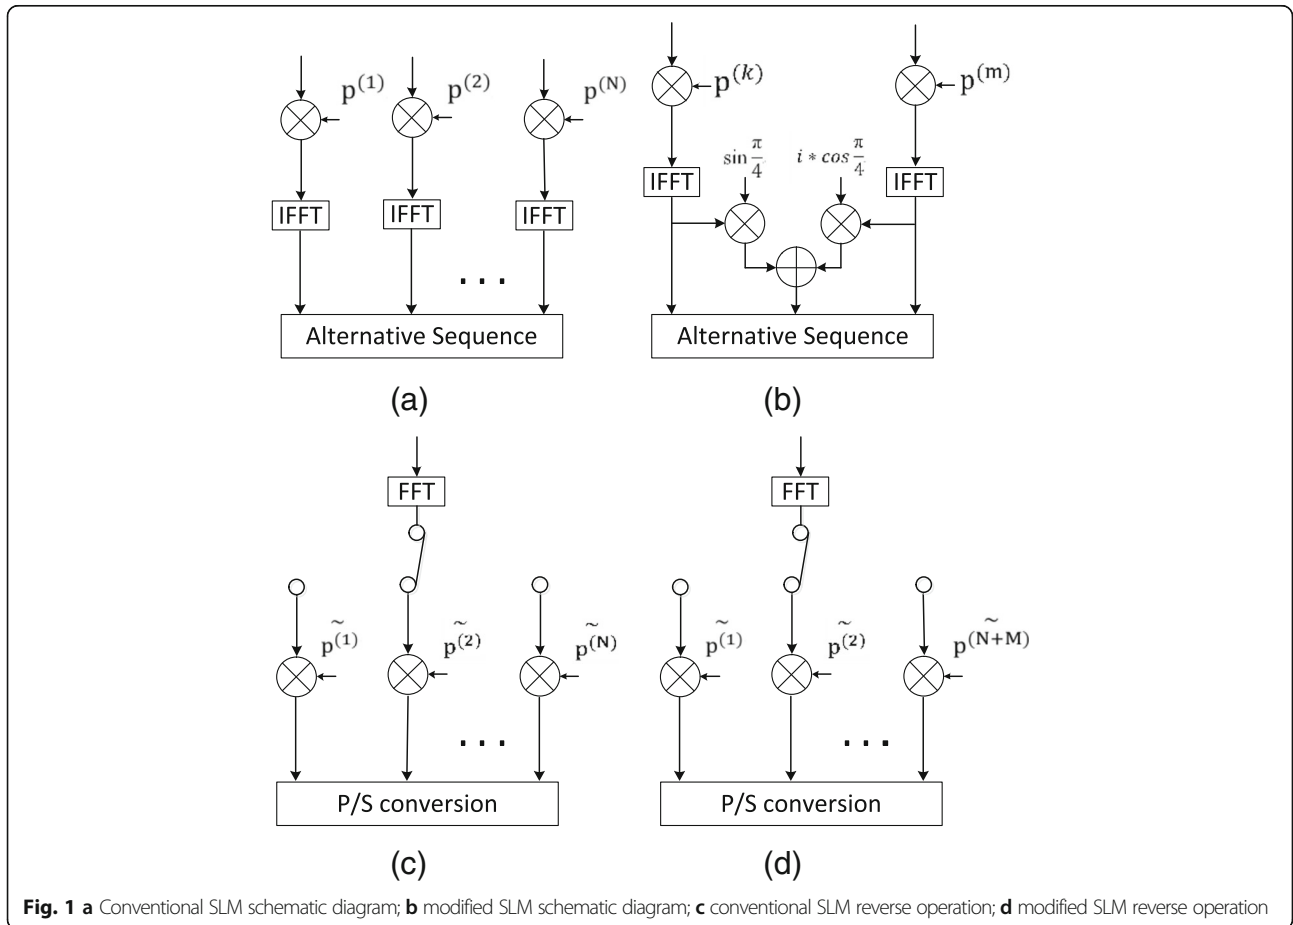 p^(1) p^(2) p^(N)
IFFT IFFT IFFT
. . .
Alternative Sequence
(a)
p^(k) p^(m)
sin π/4 i * cos π/4
IFFT IFFT
Alternative Sequence
(b)
FFT
p̃^(1) p̃^(2) p̃^(N)
. . .
P/S conversion
(c)
FFT
p̃^(1) p̃^(2) p̃^(N+M)
. . .
P/S conversion
(d)
Fig. 1 a Conventional SLM schematic diagram; b modified SLM schematic diagram; c conventional SLM reverse operation; d modified SLM reverse operation